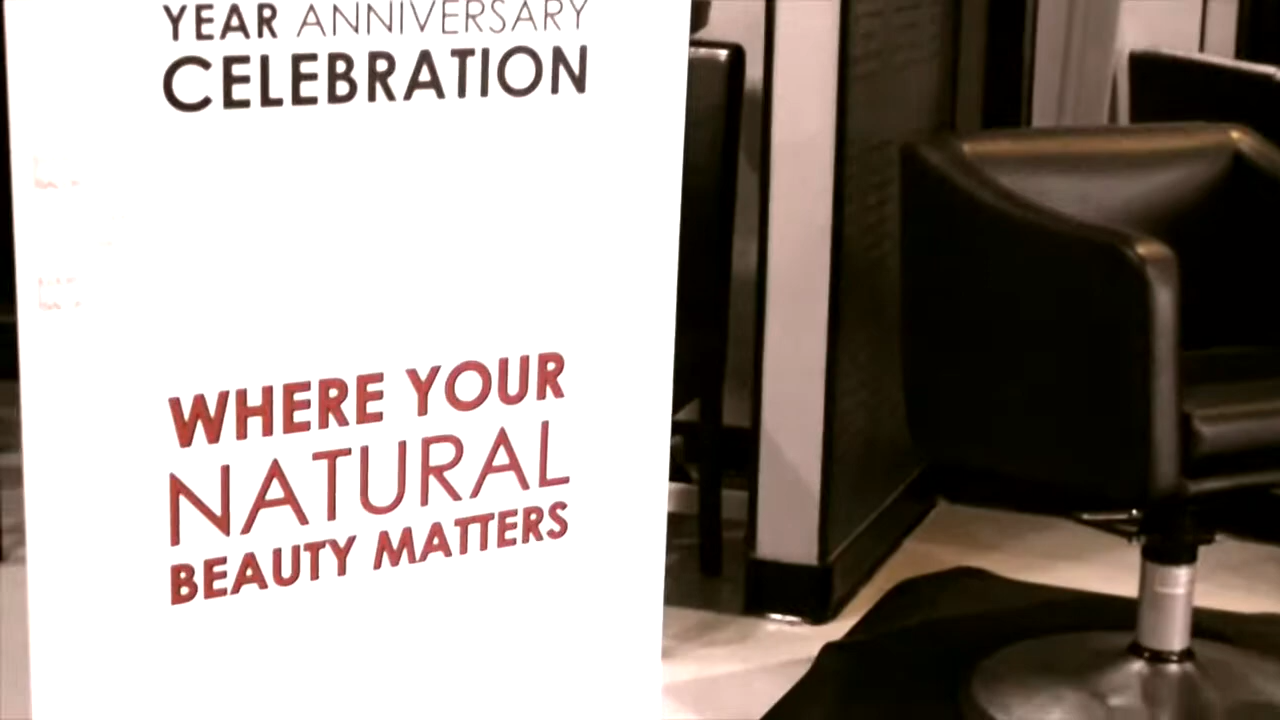 YEAR ANNIVERSARY
CELEBRATION
WHERE YOUR
NATURAL
BEAUTY MATTERS